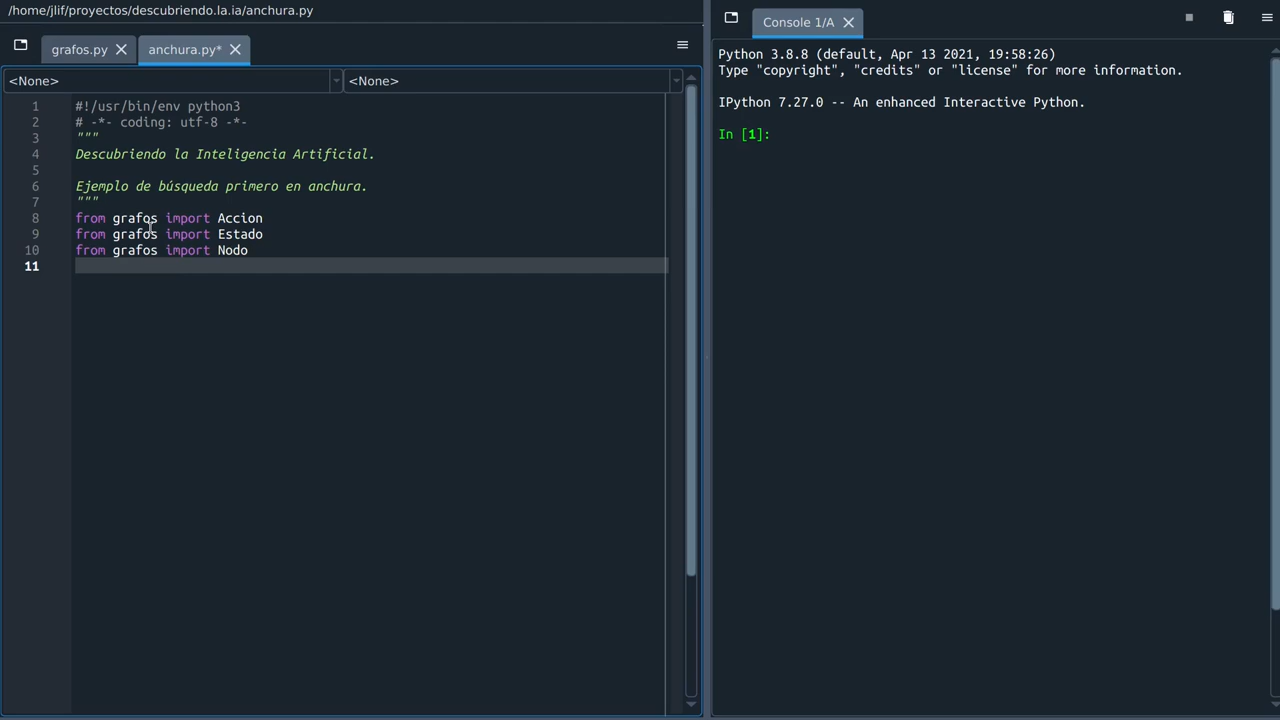 /home/jlif/proyectos/descubriendo.la.ia/anchura.py
grafos.py
anchura.py*
<None>
<None>
1 #!/usr/bin/env python3
2 # -*- coding: utf-8 -*-
3 """
4 Descubriendo la Inteligencia Artificial.
5
6 Ejemplo de búsqueda primero en anchura.
7 """
8 from grafos import Accion
9 from grafos import Estado
10 from grafos import Nodo
11
Console 1/A
Python 3.8.8 (default, Apr 13 2021, 19:58:26)
Type "copyright", "credits" or "license" for more information.
IPython 7.27.0 -- An enhanced Interactive Python.
In [1]: